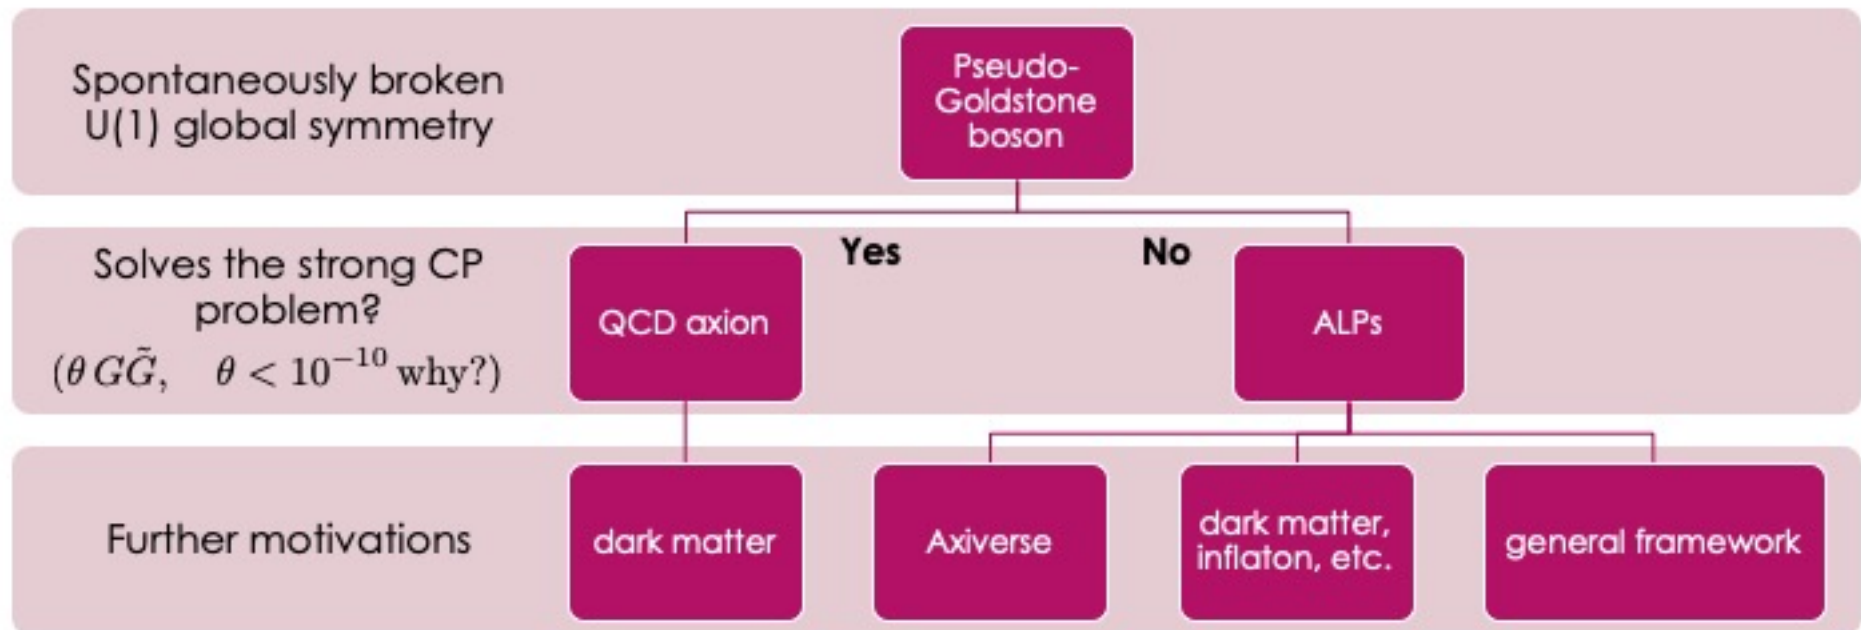 Spontaneously broken
U(1) global symmetry
Pseudo-
Goldstone
boson
Solves the strong CP
problem?
(θ GG̃, θ < 10⁻¹⁰ why?)
Yes
No
QCD axion
ALPs
Further motivations
dark matter
Axiverse
dark matter,
inflaton, etc.
general framework